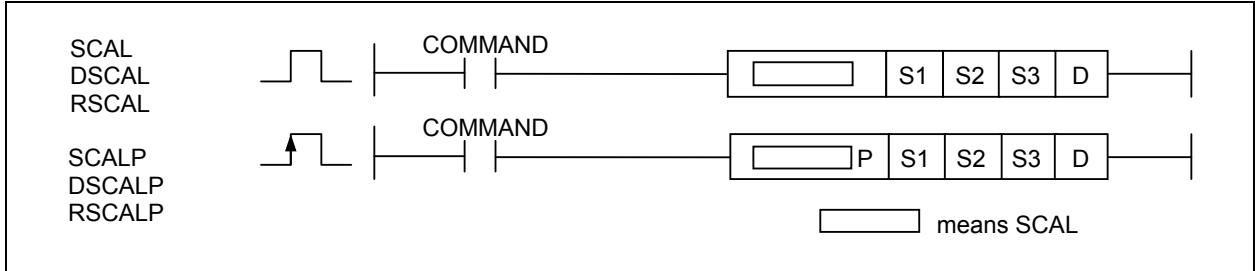 SCAL
DSCAL
RSCAL
COMMAND
S1 S2 S3 D
SCALP
DSCALP
RSCALP
COMMAND
P S1 S2 S3 D
means SCAL